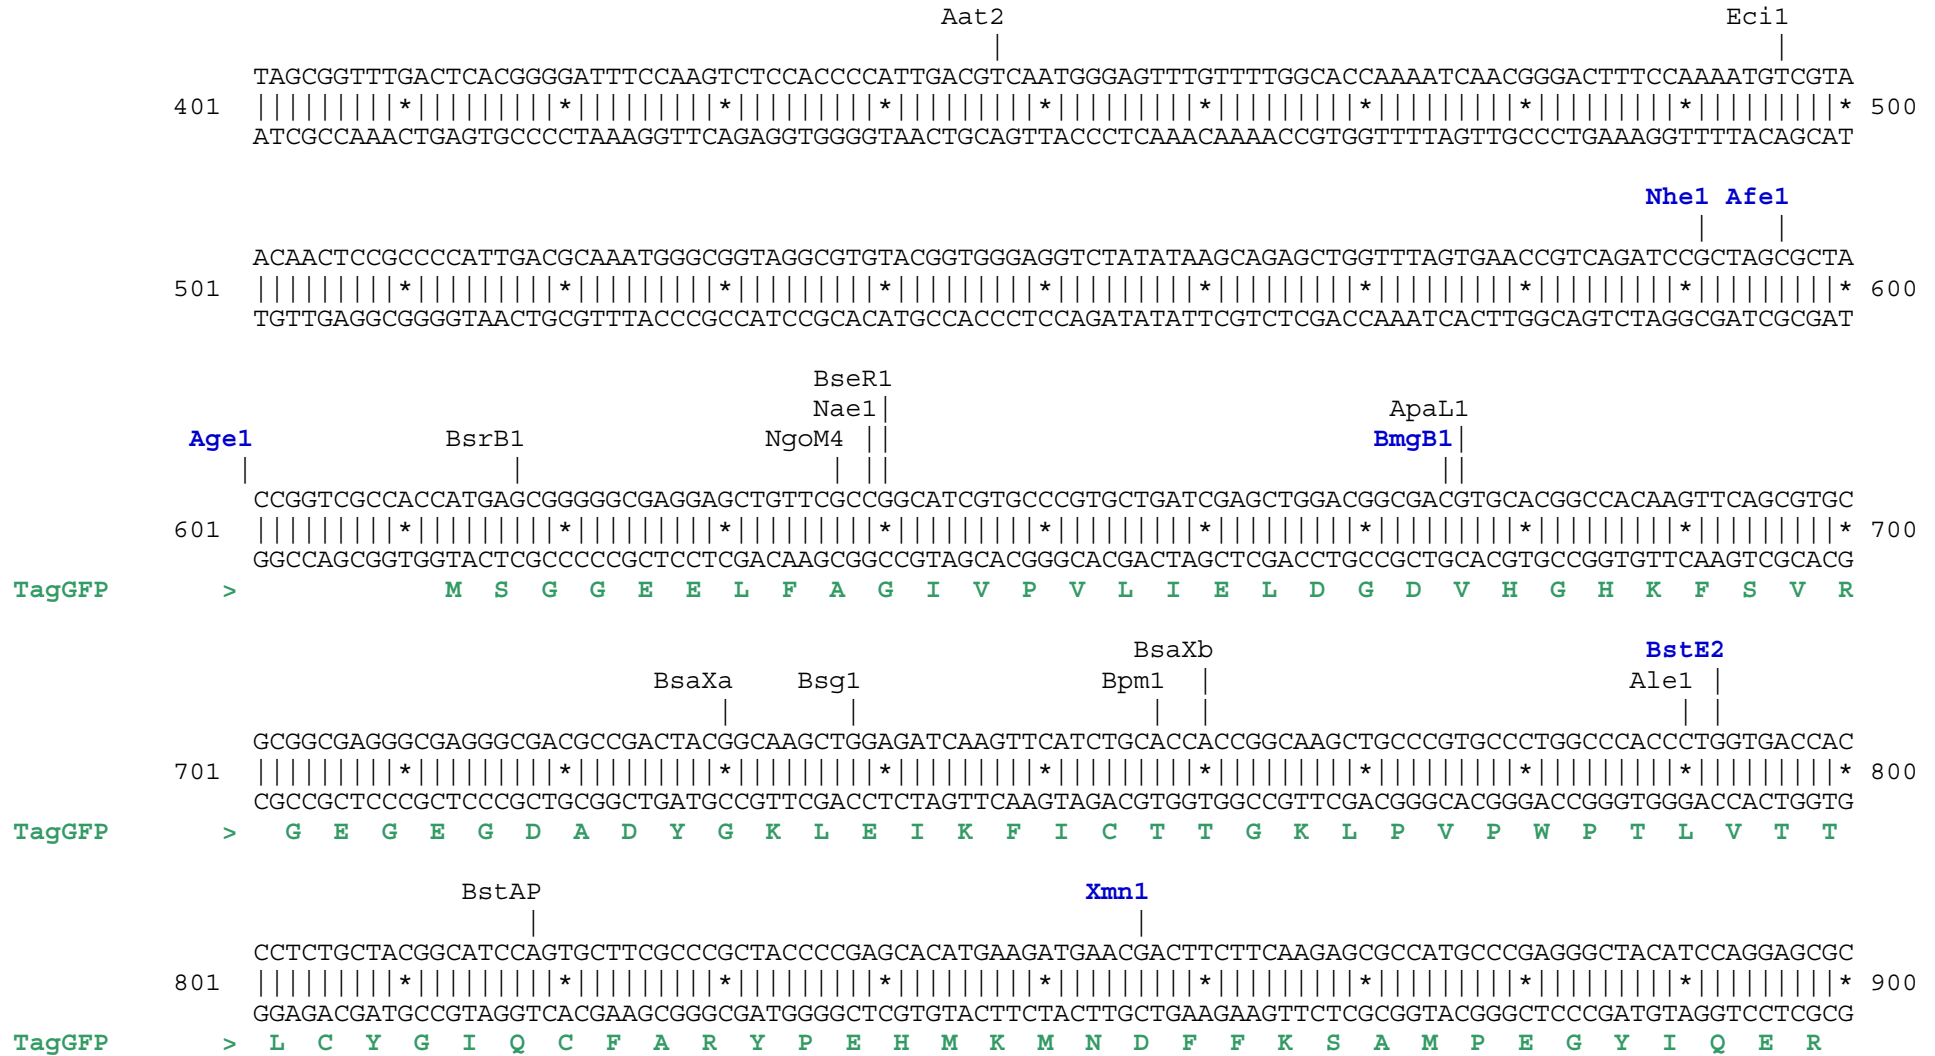 Aat2 Eci1
TAGCGGTTTGACTCACGGGGATTTCCAAGTCTCCACCCCATTGACGTCAATGGGAGTTTGTTTTGGCACCAAAATCAACGGGACTTTCCAAAATGTCGTA
401 |||||||||*|||||||||*|||||||||*|||||||||*|||||||||*|||||||||*|||||||||*|||||||||*|||||||||*|||||||||* 500
ATCGCCAAACTGAGTGCCCCTAAAGGTTCAGAGGTGGGGTAACTGCAGTTACCCTCAAACAAAACCGTGGTTTTAGTTGCCCTGAAAGGTTTTACAGCAT
Nhe1 Afe1
ACAACTCCGCCCCATTGACGCAAATGGGCGGTAGGCGTGTACGGTGGGAGGTCTATATAAGCAGAGCTGGTTTAGTGAACCGTCAGATCCGCTAGCGCTA
501 |||||||||*|||||||||*|||||||||*|||||||||*|||||||||*|||||||||*|||||||||*|||||||||*|||||||||*|||||||||* 600
TGTTGAGGCGGGGTAACTGCGTTTACCCGCCATCCGCACATGCCACCCTCCAGATATATTCGTCTCGACCAAATCACTTGGCAGTCTAGGCGATCGCGAT
BseR1
Nae1 ApaL1
Age1 BsrB1 NgoM4 BmgB1
CCGGTCGCCACCATGAGCGGGGGCGAGGAGCTGTTCGCCGGCATCGTGCCCGTGCTGATCGAGCTGGACGGCGACGTGCACGGCCACAAGTTCAGCGTGC
601 |||||||||*|||||||||*|||||||||*|||||||||*|||||||||*|||||||||*|||||||||*|||||||||*|||||||||*|||||||||* 700
GGCCAGCGGTGGTACTCGCCCCCGCTCCTCGACAAGCGGCCGTAGCACGGGCACGACTAGCTCGACCTGCCGCTGCACGTGCCGGTGTTCAAGTCGCACG
TagGFP > M S G G E E L F A G I V P V L I E L D G D V H G H K F S V R
BsaXb BstE2
BsaXa Bsg1 Bpm1 Ale1
GCGGCGAGGGCGAGGGCGACGCCGACTACGGCAAGCTGGAGATCAAGTTCATCTGCACCACCGGCAAGCTGCCCGTGCCCTGGCCCACCCTGGTGACCAC
701 |||||||||*|||||||||*|||||||||*|||||||||*|||||||||*|||||||||*|||||||||*|||||||||*|||||||||*|||||||||* 800
CGCCGCTCCCGCTCCCGCTGCGGCTGATGCCGTTCGACCTCTAGTTCAAGTAGACGTGGTGGCCGTTCGACGGGCACGGGACCGGGTGGGACCACTGGTG
TagGFP > G E G E G D A D Y G K L E I K F I C T T G K L P V P W P T L V T T
BstAP Xmn1
CCTCTGCTACGGCATCCAGTGCTTCGCCCGCTACCCCGAGCACATGAAGATGAACGACTTCTTCAAGAGCGCCATGCCCGAGGGCTACATCCAGGAGCGC
801 |||||||||*|||||||||*|||||||||*|||||||||*|||||||||*|||||||||*|||||||||*|||||||||*|||||||||*|||||||||* 900
GGAGACGATGCCGTAGGTCACGAAGCGGGCGATGGGGCTCGTGTACTTCTACTTGCTGAAGAAGTTCTCGCGGTACGGGCTCCCGATGTAGGTCCTCGCG
TagGFP > L C Y G I Q C F A R Y P E H M K M N D F F K S A M P E G Y I Q E R